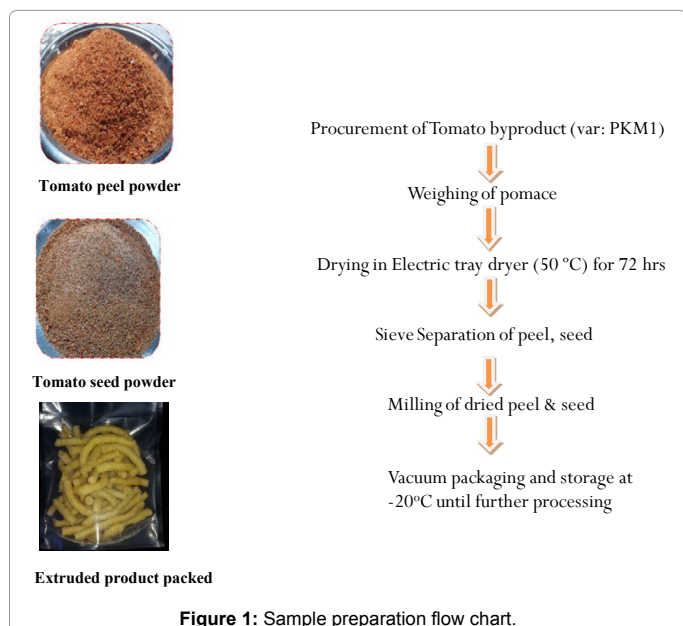 Tomato peel powder
Tomato seed powder
Extruded product packed
Procurement of Tomato byproduct (var: PKM1)
Weighing of pomace
Drying in Electric tray dryer (50 ºC) for 72 hrs
Sieve Separation of peel, seed
Milling of dried peel & seed
Vacuum packaging and storage at
-20ºC until further processing
Figure 1: Sample preparation flow chart.